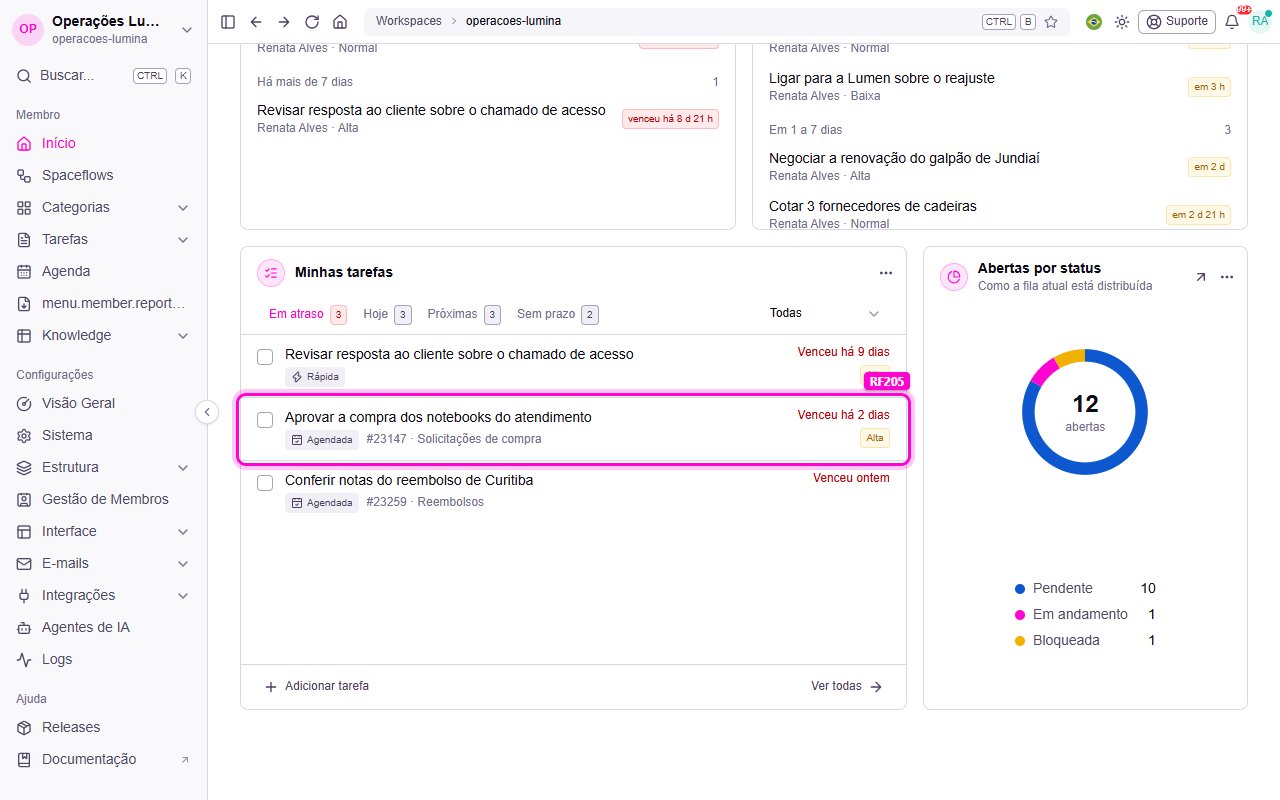 OP
Operações Lu...
operacoes-lumina
Buscar...
CTRL
K
Membro
Início
Spaceflows
Categorias
Tarefas
Agenda
menu.member.report...
Knowledge
Configurações
Visão Geral
Sistema
Estrutura
Gestão de Membros
Interface
E-mails
Integrações
Agentes de IA
Logs
Ajuda
Releases
Documentação
Workspaces
operacoes-lumina
CTRL
B
Suporte
99+
RA
Renata Alves · Normal
Há mais de 7 dias
1
Revisar resposta ao cliente sobre o chamado de acesso
Renata Alves · Alta
venceu há 8 d 21 h
Renata Alves · Normal
Ligar para a Lumen sobre o reajuste
Renata Alves · Baixa
em 3 h
Em 1 a 7 dias
3
Negociar a renovação do galpão de Jundiaí
Renata Alves · Alta
em 2 d
Cotar 3 fornecedores de cadeiras
Renata Alves · Normal
em 2 d 21 h
Minhas tarefas
Em atraso 3
Hoje 3
Próximas 3
Sem prazo 2
Todas
Revisar resposta ao cliente sobre o chamado de acesso
Venceu há 9 dias
Rápida
RF205
Aprovar a compra dos notebooks do atendimento
Venceu há 2 dias
Agendada #23147 · Solicitações de compra
Alta
Conferir notas do reembolso de Curitiba
Venceu ontem
Agendada #23259 · Reembolsos
Adicionar tarefa
Ver todas
Abertas por status
Como a fila atual está distribuída
12
abertas
Pendente 10
Em andamento 1
Bloqueada 1